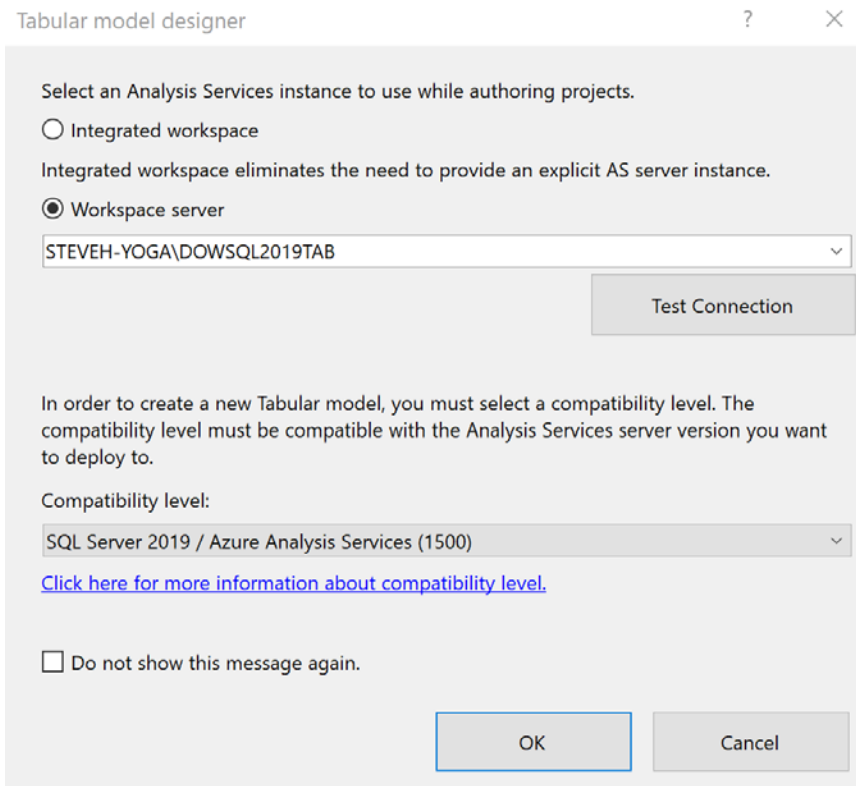 Tabular model designer
?
Select an Analysis Services instance to use while authoring projects.
Integrated workspace
Integrated workspace eliminates the need to provide an explicit AS server instance.
Workspace server
STEVEH-YOGA\DOWSQL2019TAB
Test Connection
In order to create a new Tabular model, you must select a compatibility level. The
compatibility level must be compatible with the Analysis Services server version you want
to deploy to.
Compatibility level:
SQL Server 2019 / Azure Analysis Services (1500)
Click here for more information about compatibility level.
Do not show this message again.
OK
Cancel